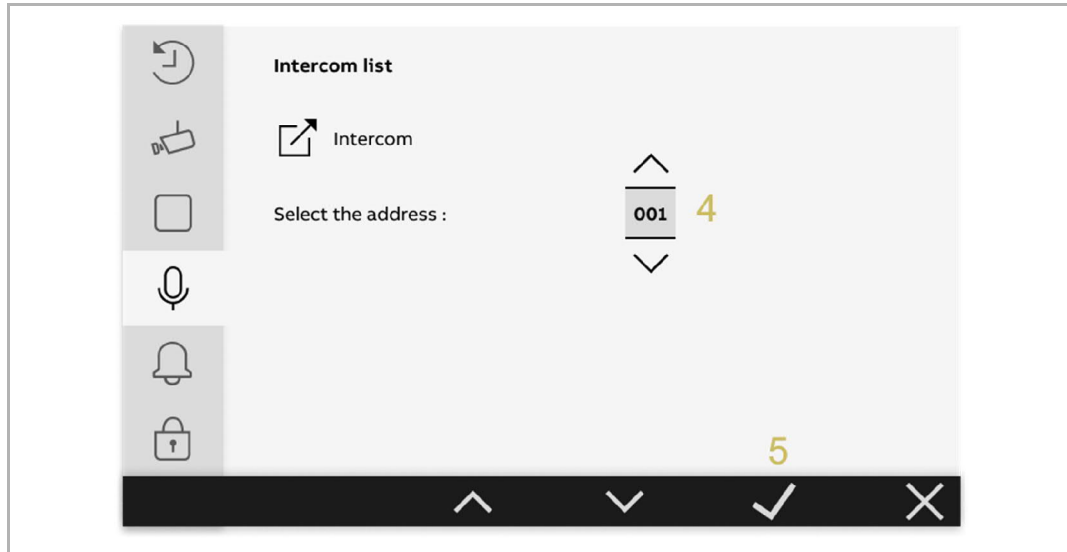 Intercom list
Intercom
Select the address :
001
4
5